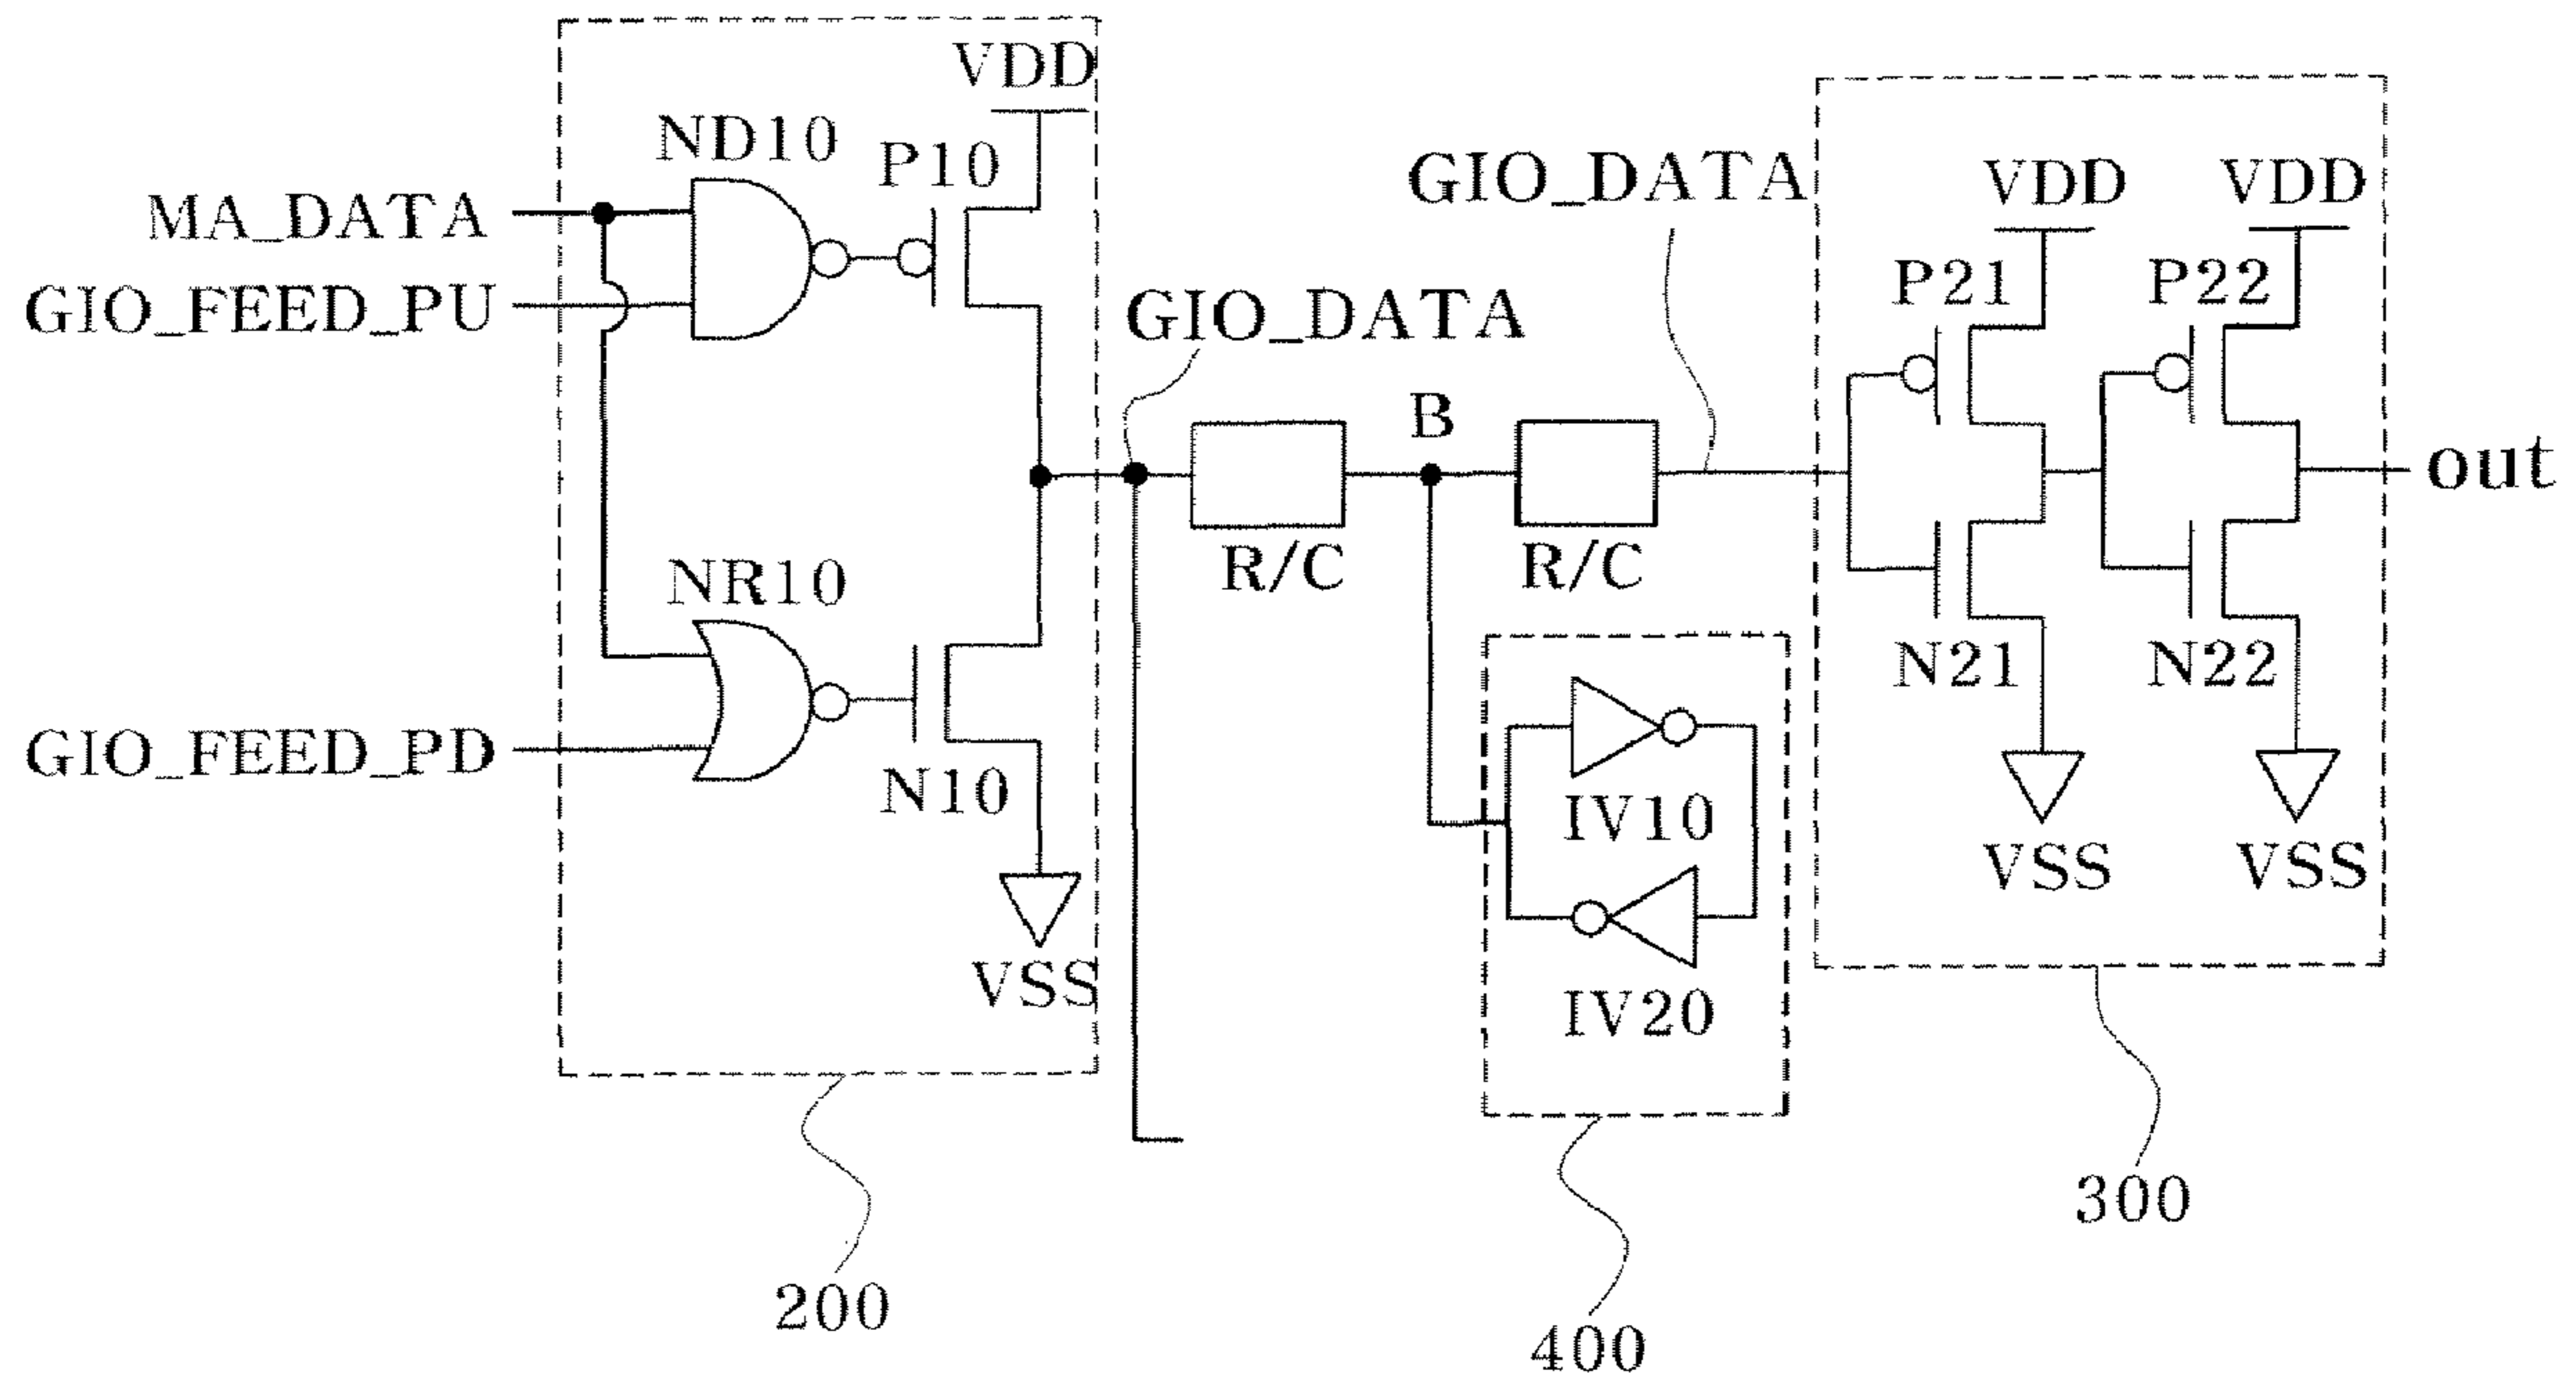 VDD
ND10
P10
MA_DATA
GIO_FEED_PU
GIO_DATA
GIO_DATA
VDD
VDD
P21
P22
B
out
R/C
R/C
NR10
GIO_FEED_PD
N10
VSS
N21
N22
IV10
IV20
VSS
VSS
200
400
300